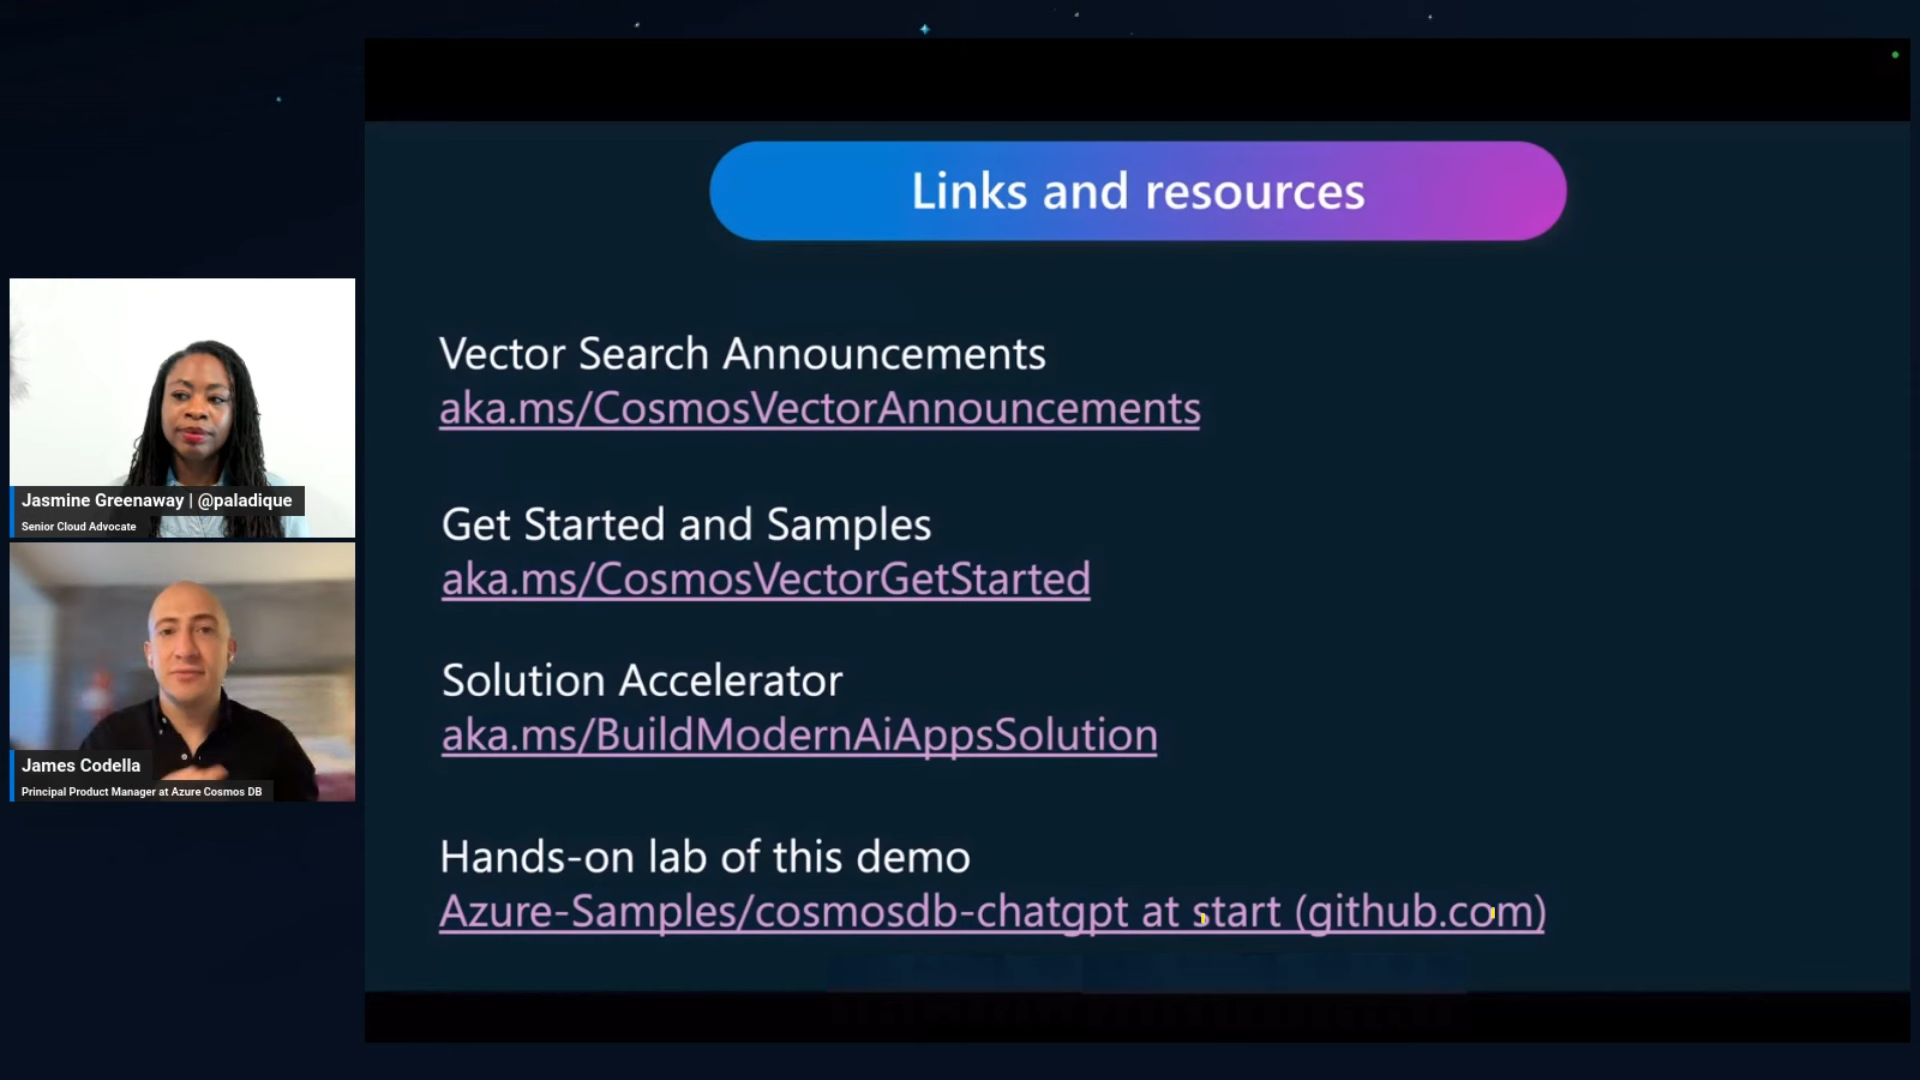 Links and resources
Vector Search Announcements
aka.ms/CosmosVectorAnnouncements
Get Started and Samples
aka.ms/CosmosVectorGetStarted
Solution Accelerator
aka.ms/BuildModernAiAppsSolution
Hands-on lab of this demo
Azure-Samples/cosmosdb-chatgpt at start (github.com)
Jasmine Greenaway | @paladique
Senior Cloud Advocate
James Codella
Principal Product Manager at Azure Cosmos DB